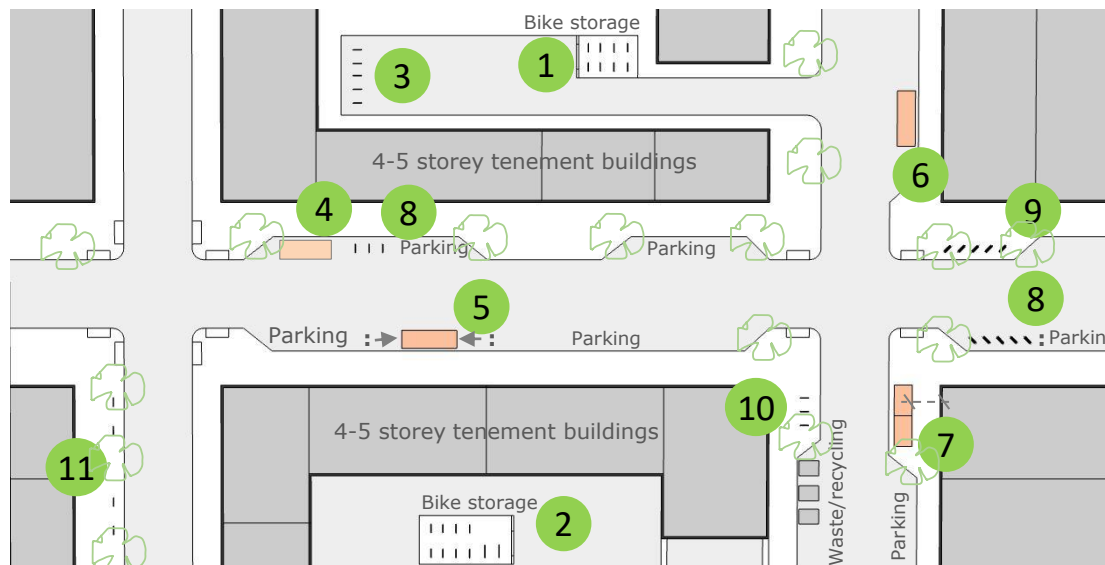 Bike storage
1
3
4-5 storey tenement buildings
6
4
8
9
Parking
Parking
5
8
Parking
Parking
Parkin
10
4-5 storey tenement buildings
7
11
Waste/recycling
Parking
Bike storage
2